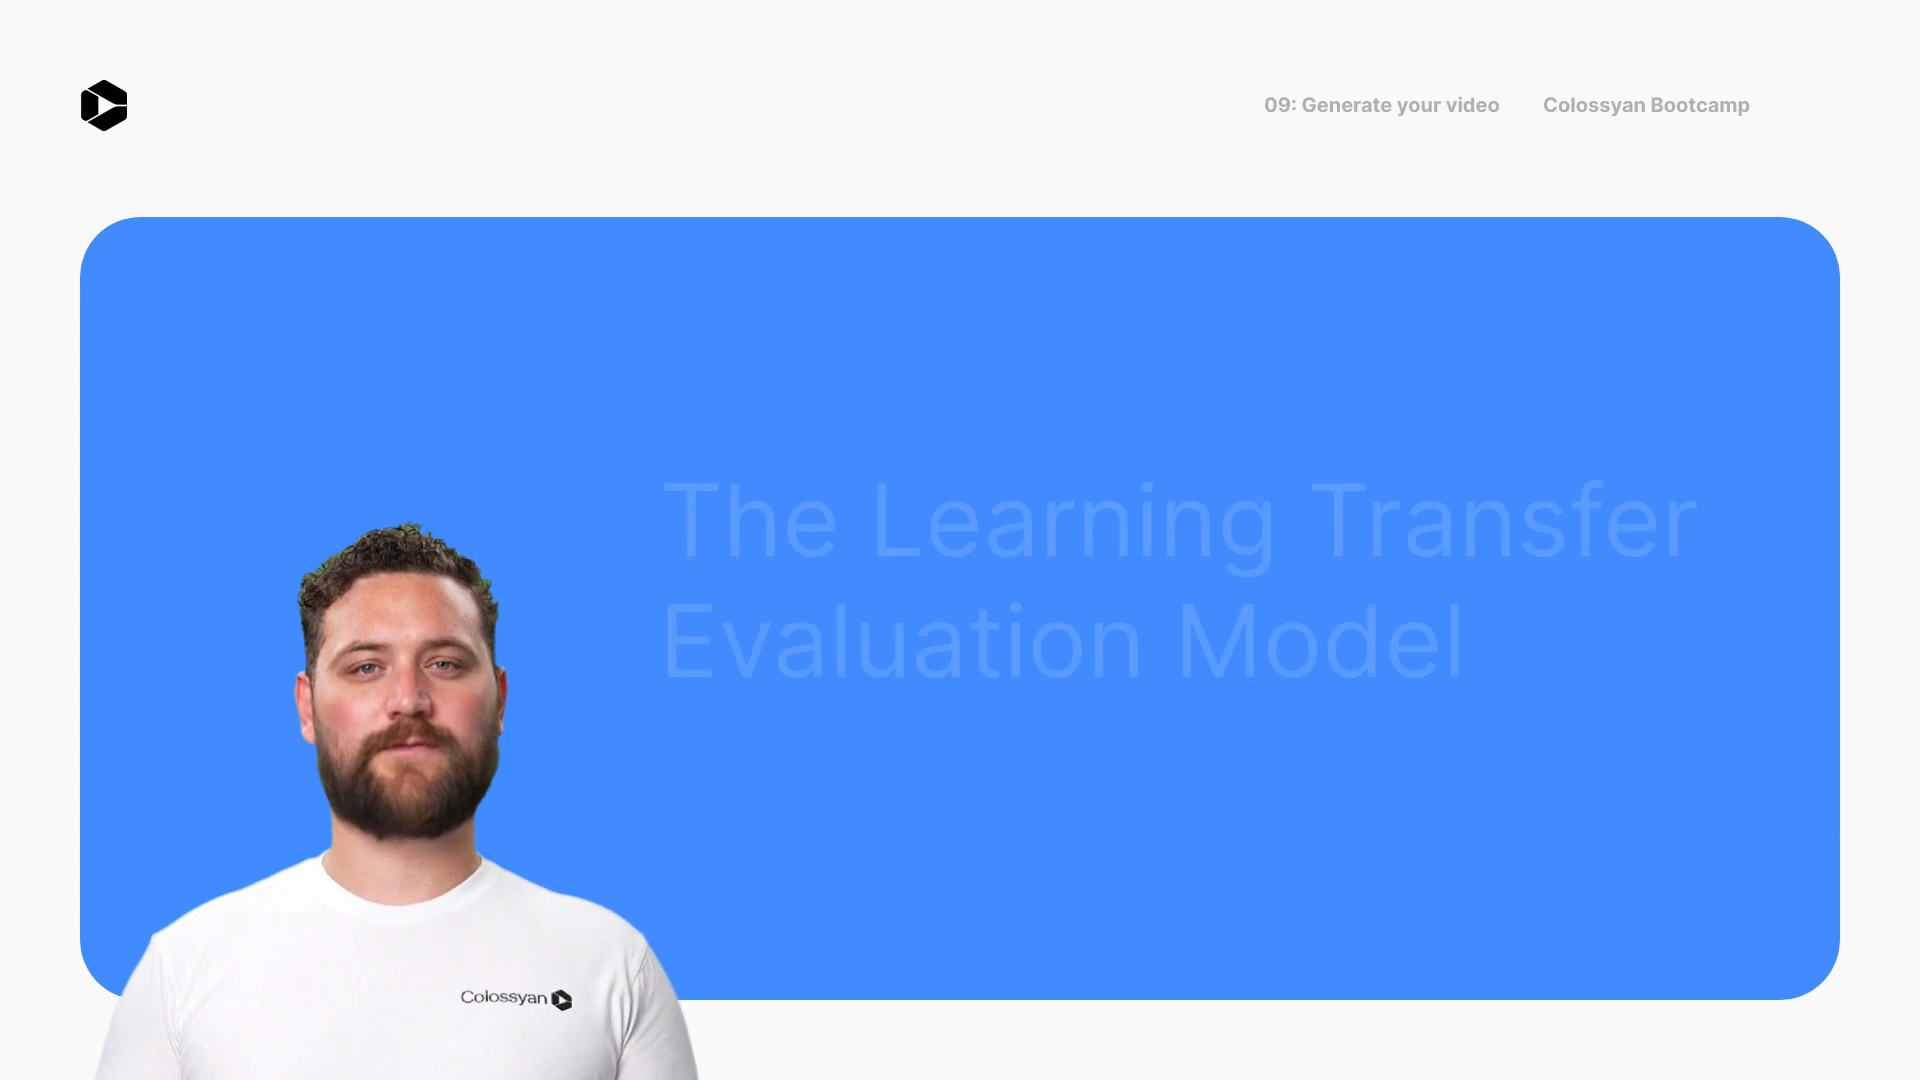 09: Generate your video Colossyan Bootcamp
The Learning Transfer
Evaluation Model
Colossyan